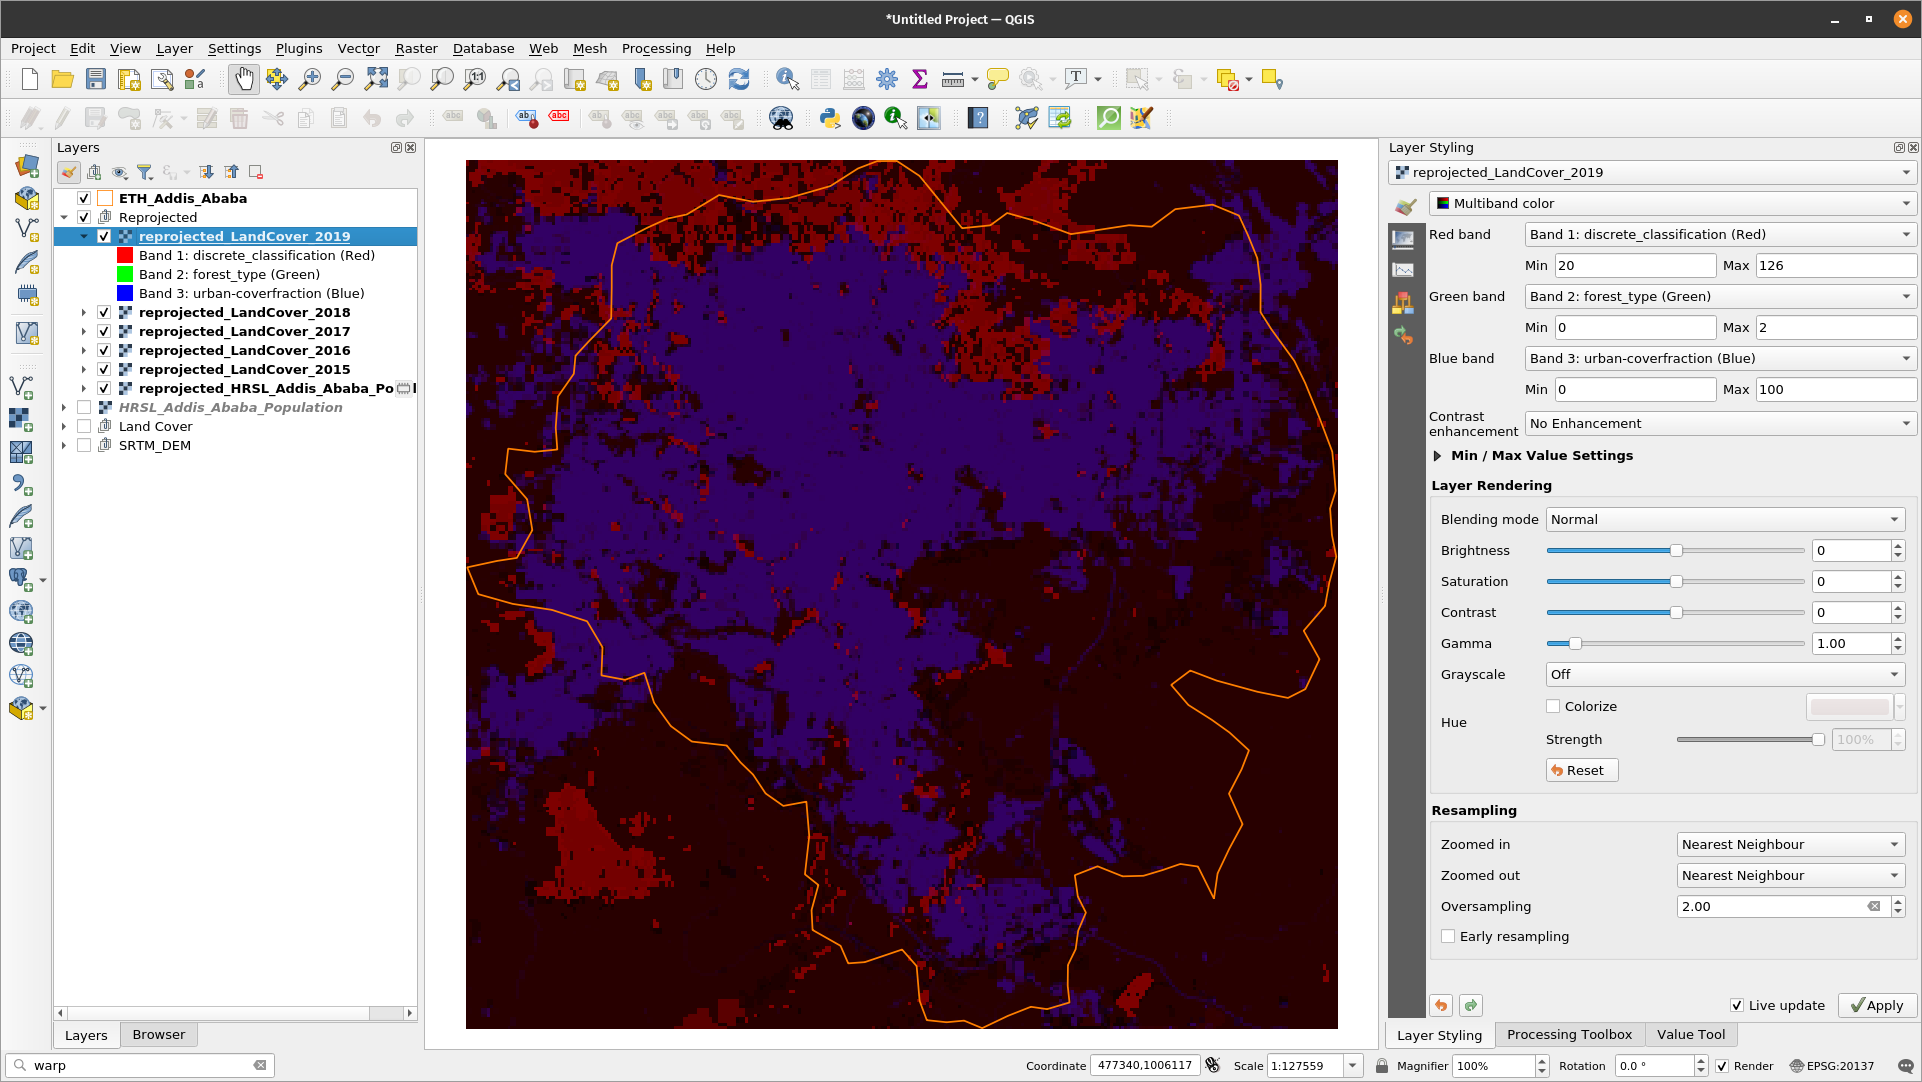 *Untitled Project — QGIS
Project Edit View Layer Settings Plugins Vector Raster Database Web Mesh Processing Help
Layers
ETH_Addis_Ababa
Reprojected
reprojected_LandCover_2019
Band 1: discrete_classification (Red)
Band 2: forest_type (Green)
Band 3: urban-coverfraction (Blue)
reprojected_LandCover_2018
reprojected_LandCover_2017
reprojected_LandCover_2016
reprojected_LandCover_2015
reprojected_HRSL_Addis_Ababa_Po
HRSL_Addis_Ababa_Population
Land Cover
SRTM_DEM
Layers Browser
Layer Styling
reprojected_LandCover_2019
Multiband color
Red band Band 1: discrete_classification (Red)
Min 20 Max 126
Green band Band 2: forest_type (Green)
Min 0 Max 2
Blue band Band 3: urban-coverfraction (Blue)
Min 0 Max 100
Contrast enhancement No Enhancement
Min / Max Value Settings
Layer Rendering
Blending mode Normal
Brightness 0
Saturation 0
Contrast 0
Gamma 1.00
Grayscale Off
Hue Colorize
Strength 100%
Reset
Resampling
Zoomed in Nearest Neighbour
Zoomed out Nearest Neighbour
Oversampling 2.00
Early resampling
Live update Apply
Layer Styling Processing Toolbox Value Tool
warp Coordinate 477340,1006117 Scale 1:127559 Magnifier 100% Rotation 0.0 ° Render EPSG:20137